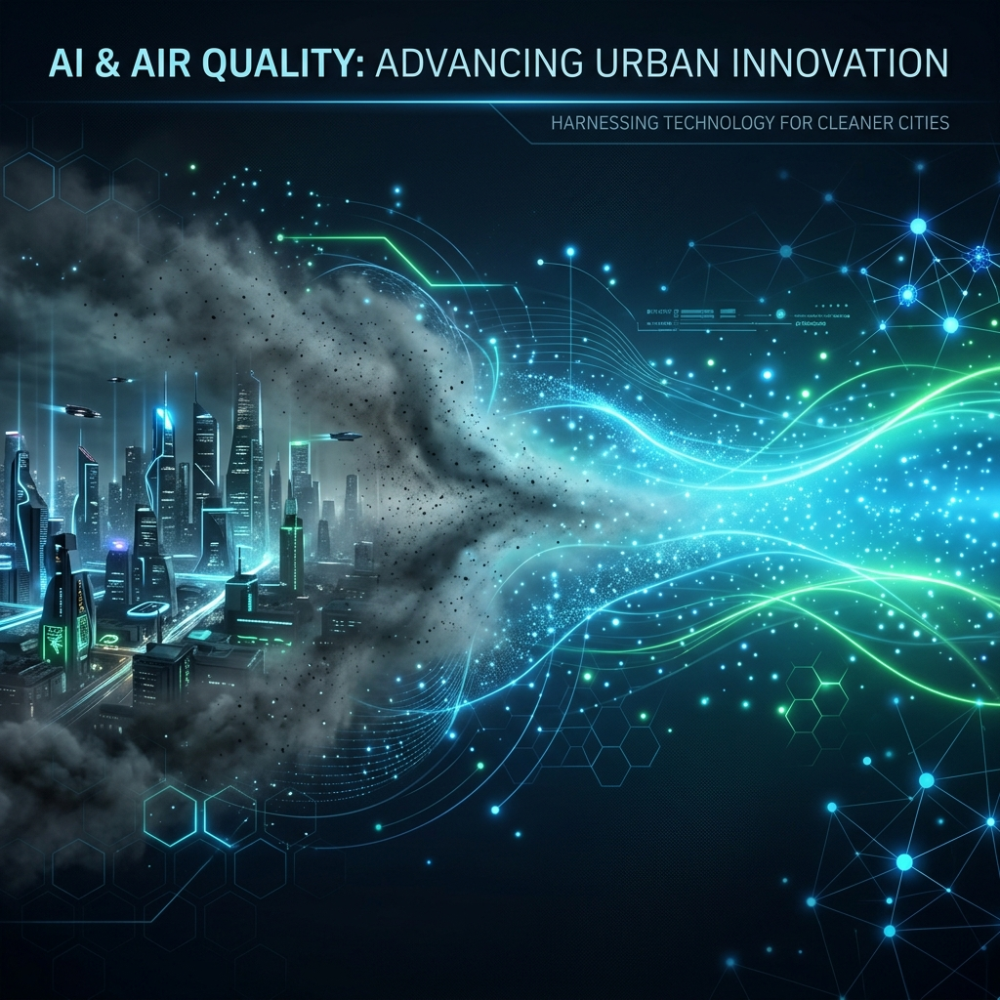 AI & AIR QUALITY: ADVANCING URBAN INNOVATION
HARNESSING TECHNOLOGY FOR CLEANER CITIES